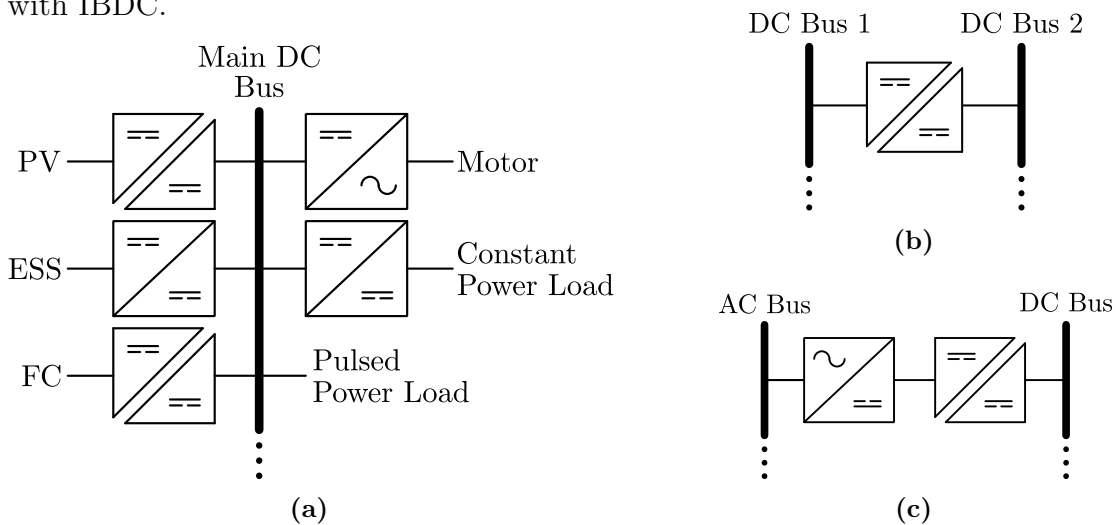 with IBDC.
Main DC
Bus
PV
Motor
ESS
Constant
Power Load
FC
Pulsed
Power Load
(a)
DC Bus 1
DC Bus 2
(b)
AC Bus
DC Bus
(c)